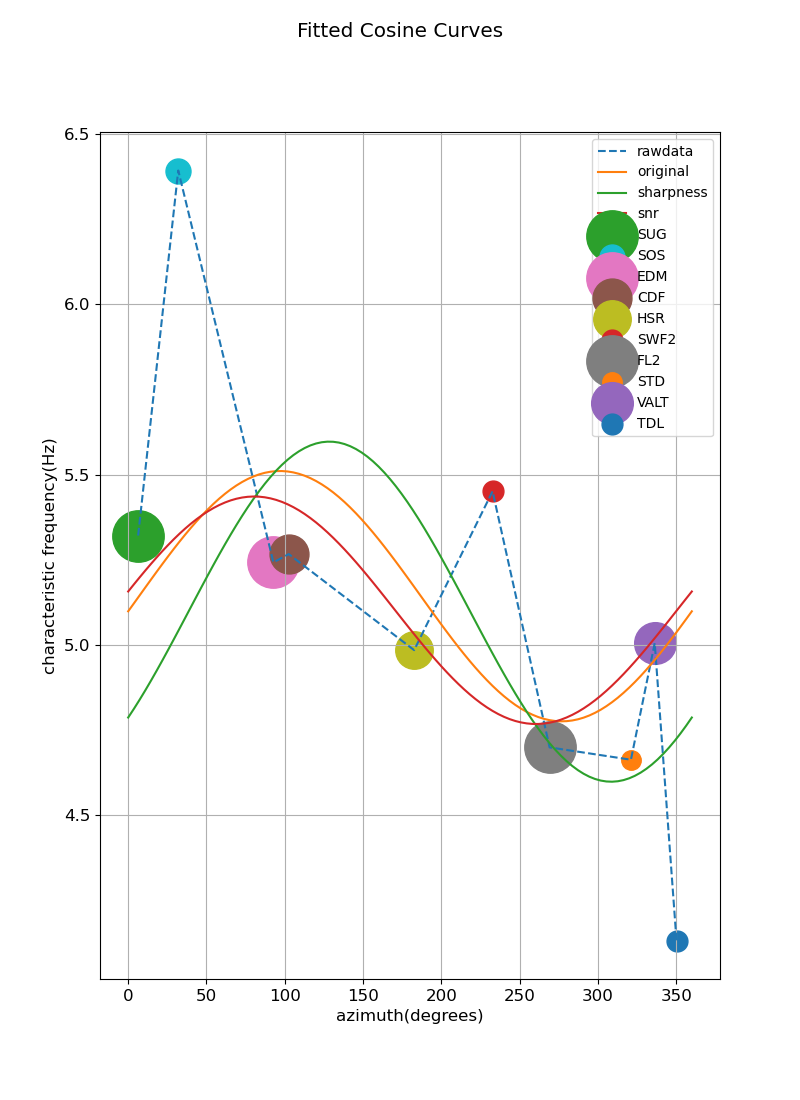 Fitted Cosine Curves
6.5
6.0
5.5
5.0
4.5
characteristic frequency(Hz)
rawdata
original
sharpness
snr
SUG
SOS
EDM
CDF
HSR
SWF2
FL2
STD
VALT
TDL
0 50 100 150 200 250 300 350
azimuth(degrees)